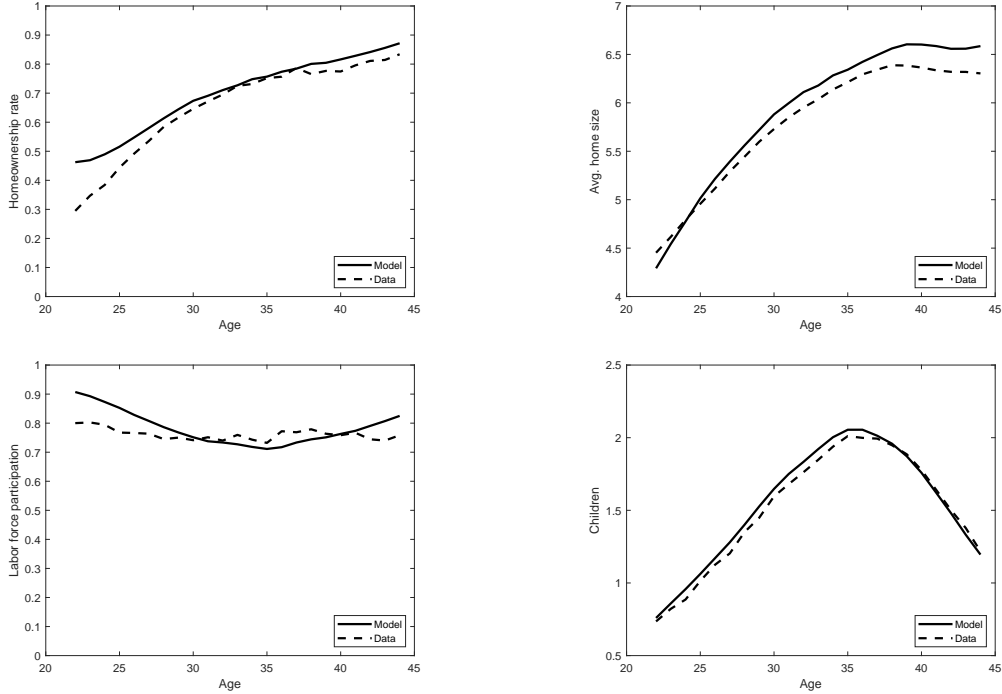 Homeownership rate
1
0.9
0.8
0.7
0.6
0.5
0.4
0.3
0.2
0.1
0
20 25 30 35 40 45
Age
Model
Data
Avg. home size
7
6.5
6
5.5
5
4.5
4
20 25 30 35 40 45
Age
Model
Data
Labor force participation
1
0.9
0.8
0.7
0.6
0.5
0.4
0.3
0.2
0.1
0
20 25 30 35 40 45
Age
Model
Data
Children
2.5
2
1.5
1
0.5
20 25 30 35 40 45
Age
Model
Data